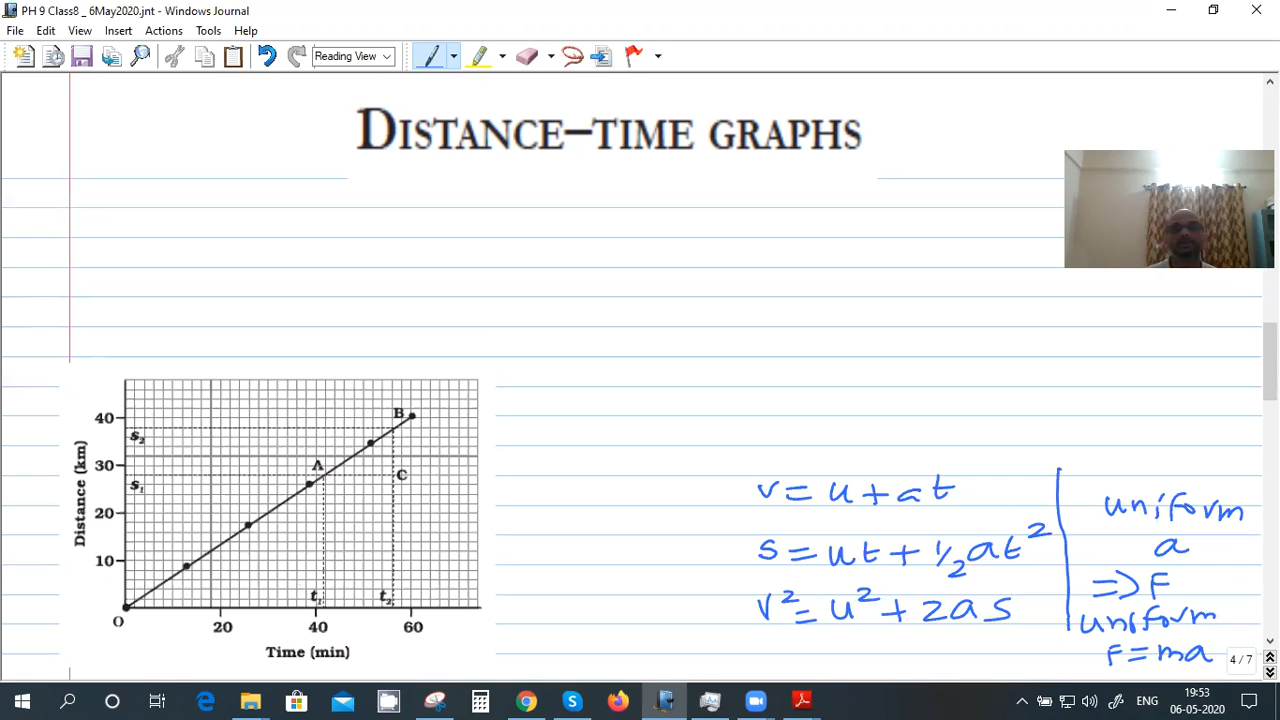 PH 9 Class8 _ 6May2020.jnt - Windows Journal
File Edit View Insert Actions Tools Help
Reading View
DISTANCE–TIME GRAPHS
40
30
20
10
s₂
s₁
A
B
C
t₁ t₂
O
20 40 60
Distance (km)
Time (min)
v = u + at
s = ut + 1/2 at²
v² = u² + 2as
uniform
a
=> F
uniform
F = ma
4 / 7
ENG
19:53
06-05-2020